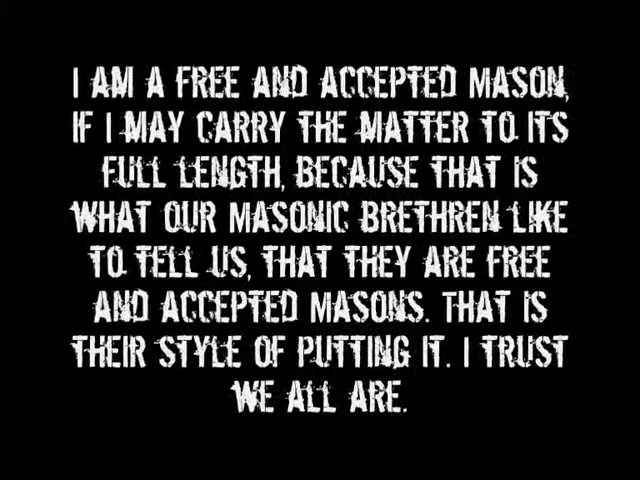 I AM A FREE AND ACCEPTED MASON,
IF I MAY CARRY THE MATTER TO ITS
FULL LENGTH, BECAUSE THAT IS
WHAT OUR MASONIC BRETHREN LIKE
TO TELL US, THAT THEY ARE FREE
AND ACCEPTED MASONS. THAT IS
THEIR STYLE OF PUTTING IT. I TRUST
WE ALL ARE.